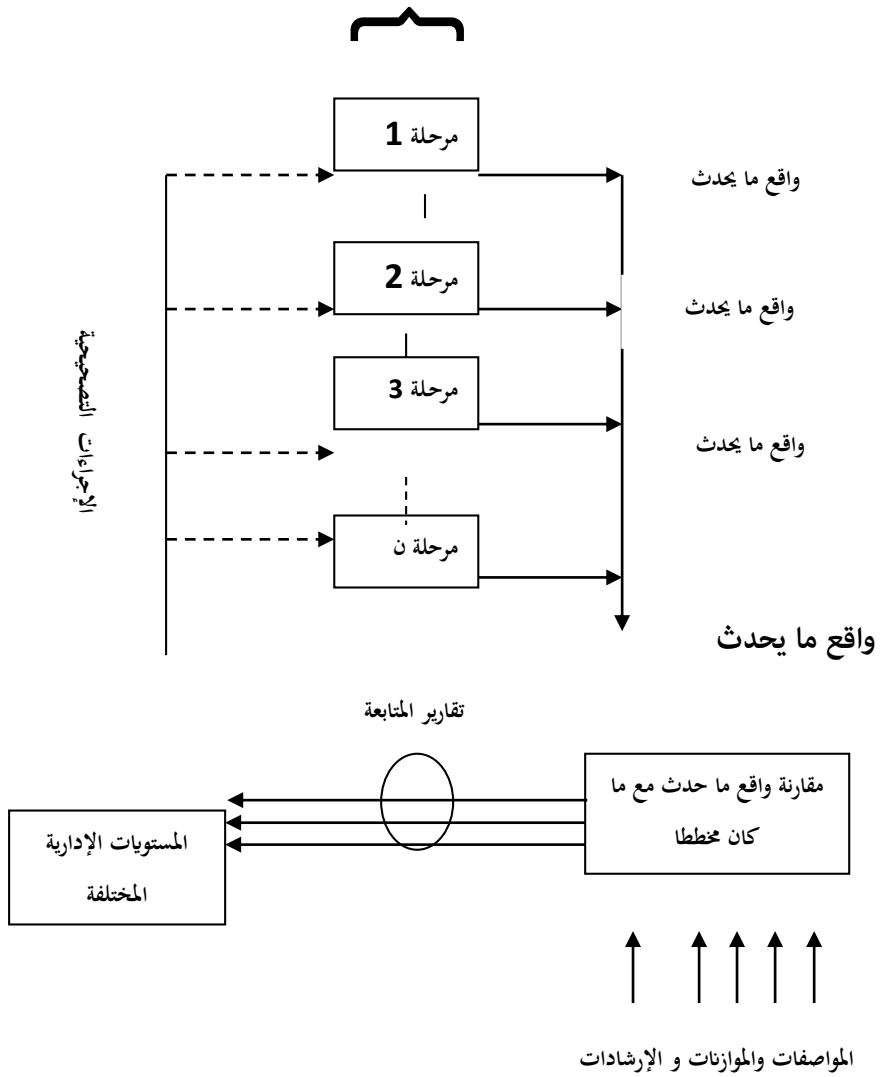 مرحلة 1
واقع ما يحدث
مرحلة 2
واقع ما يحدث
مرحلة 3
واقع ما يحدث
الإجراءات التصحيحية
مرحلة ن
واقع ما يحدث
تقارير المتابعة
مقارنة واقع ما حدث مع ما
كان مخططا
المستويات الإدارية
المختلفة
المواصفات والموازنات و الإرشادات